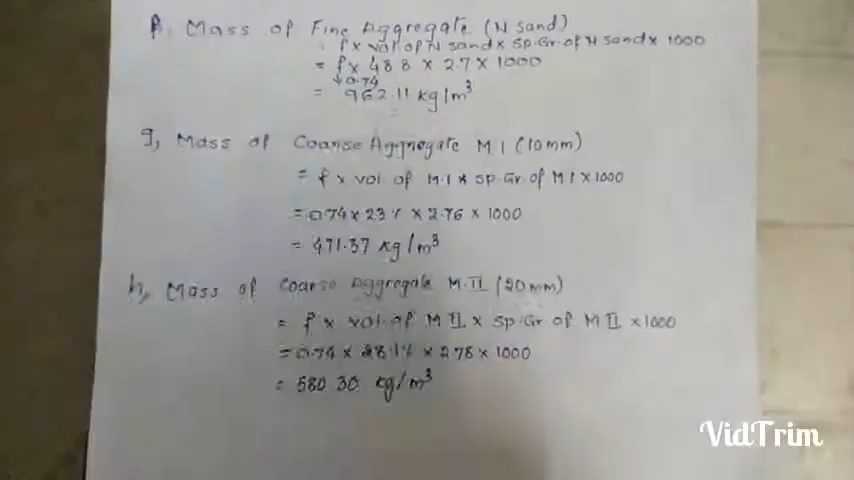 f, Mass of Fine Aggregate (N sand)
= f x vol of N sand x Sp.Gr. of N sand x 1000
= f x 48 8 x 2.7 x 1000
↓0.74
= 962.11 kg/m³
g, Mass of Coarse Aggregate M I (10mm)
= f x vol of M.I x Sp.Gr. of M I x 1000
= 0.74 x 23 % x 2.76 x 1000
= 471.37 kg/m³
h, Mass of Coarse Aggregate M.II (20mm)
= f x vol. of M II x Sp.Gr of M II x 1000
= 0.74 x 28.1% x 2.78 x 1000
= 580.30 kg/m³
VidTrim